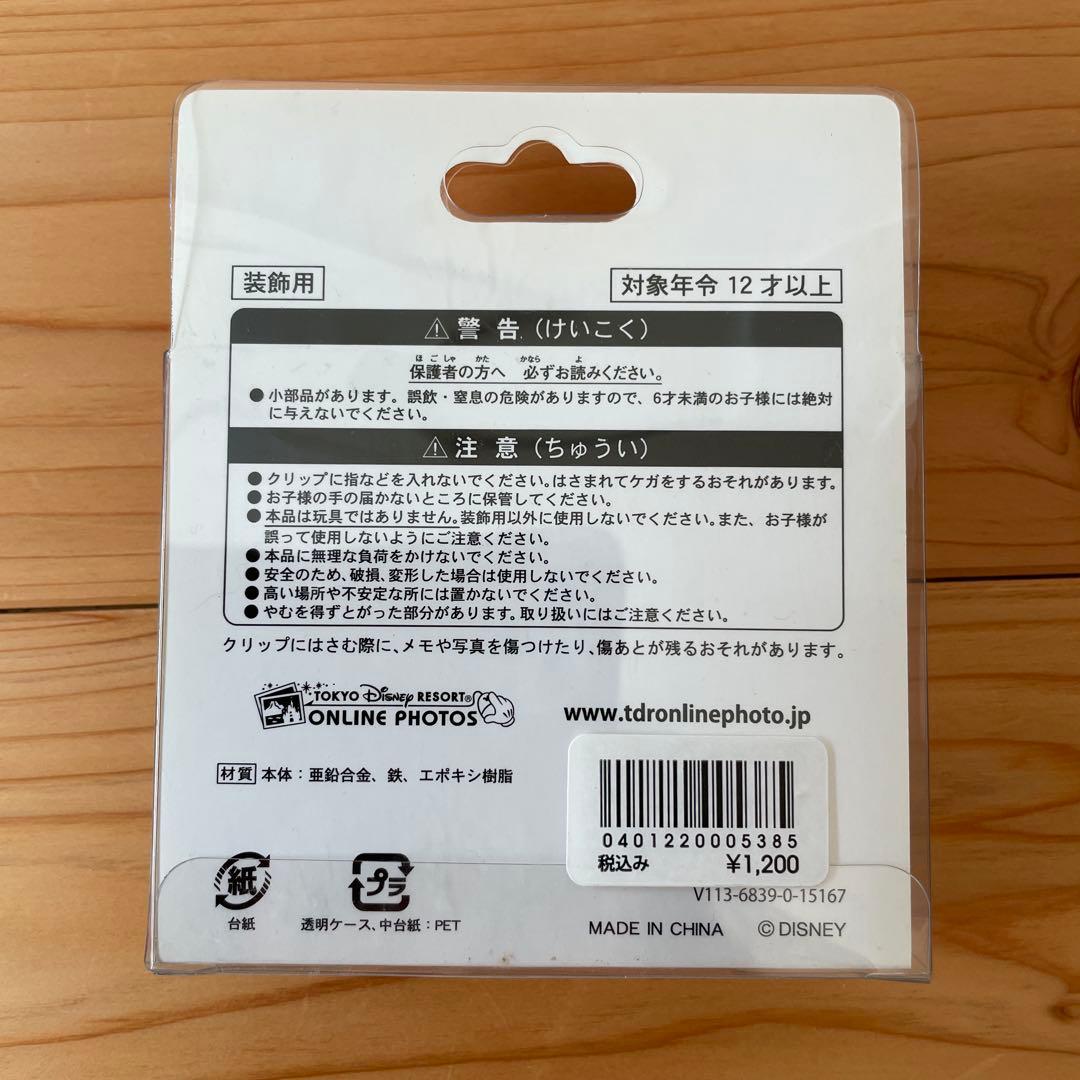 装飾用
対象年令 12 才以上
⚠ 警 告 (けいこく)
保護者の方へ 必ずお読みください。
●小部品があります。誤飲・窒息の危険がありますので、6才未満のお子様には絶対
に与えないでください。
⚠ 注 意 (ちゅうい)
●クリップに指などを入れないでください。はさまれてケガをするおそれがあります。
●お子様の手の届かないところに保管してください。
●本品は玩具ではありません。装飾用以外に使用しないでください。また、お子様が
誤って使用しないようにご注意ください。
●本品に無理な負荷をかけないでください。
●安全のため、破損、変形した場合は使用しないでください。
●高い場所や不安定な所には置かないでください。
●やむを得ずとがった部分があります。取り扱いにはご注意ください。
クリップにはさむ際に、メモや写真を傷つけたり、傷あとが残るおそれがあります。
TOKYO Disney RESORT®
ONLINE PHOTOS
www.tdronlinephoto.jp
材質 本体:亜鉛合金、鉄、エポキシ樹脂
0401220005385
税込み ¥1,200
紙
台紙
プラ
透明ケース、中台紙:PET
V113-6839-0-15167
MADE IN CHINA ©DISNEY